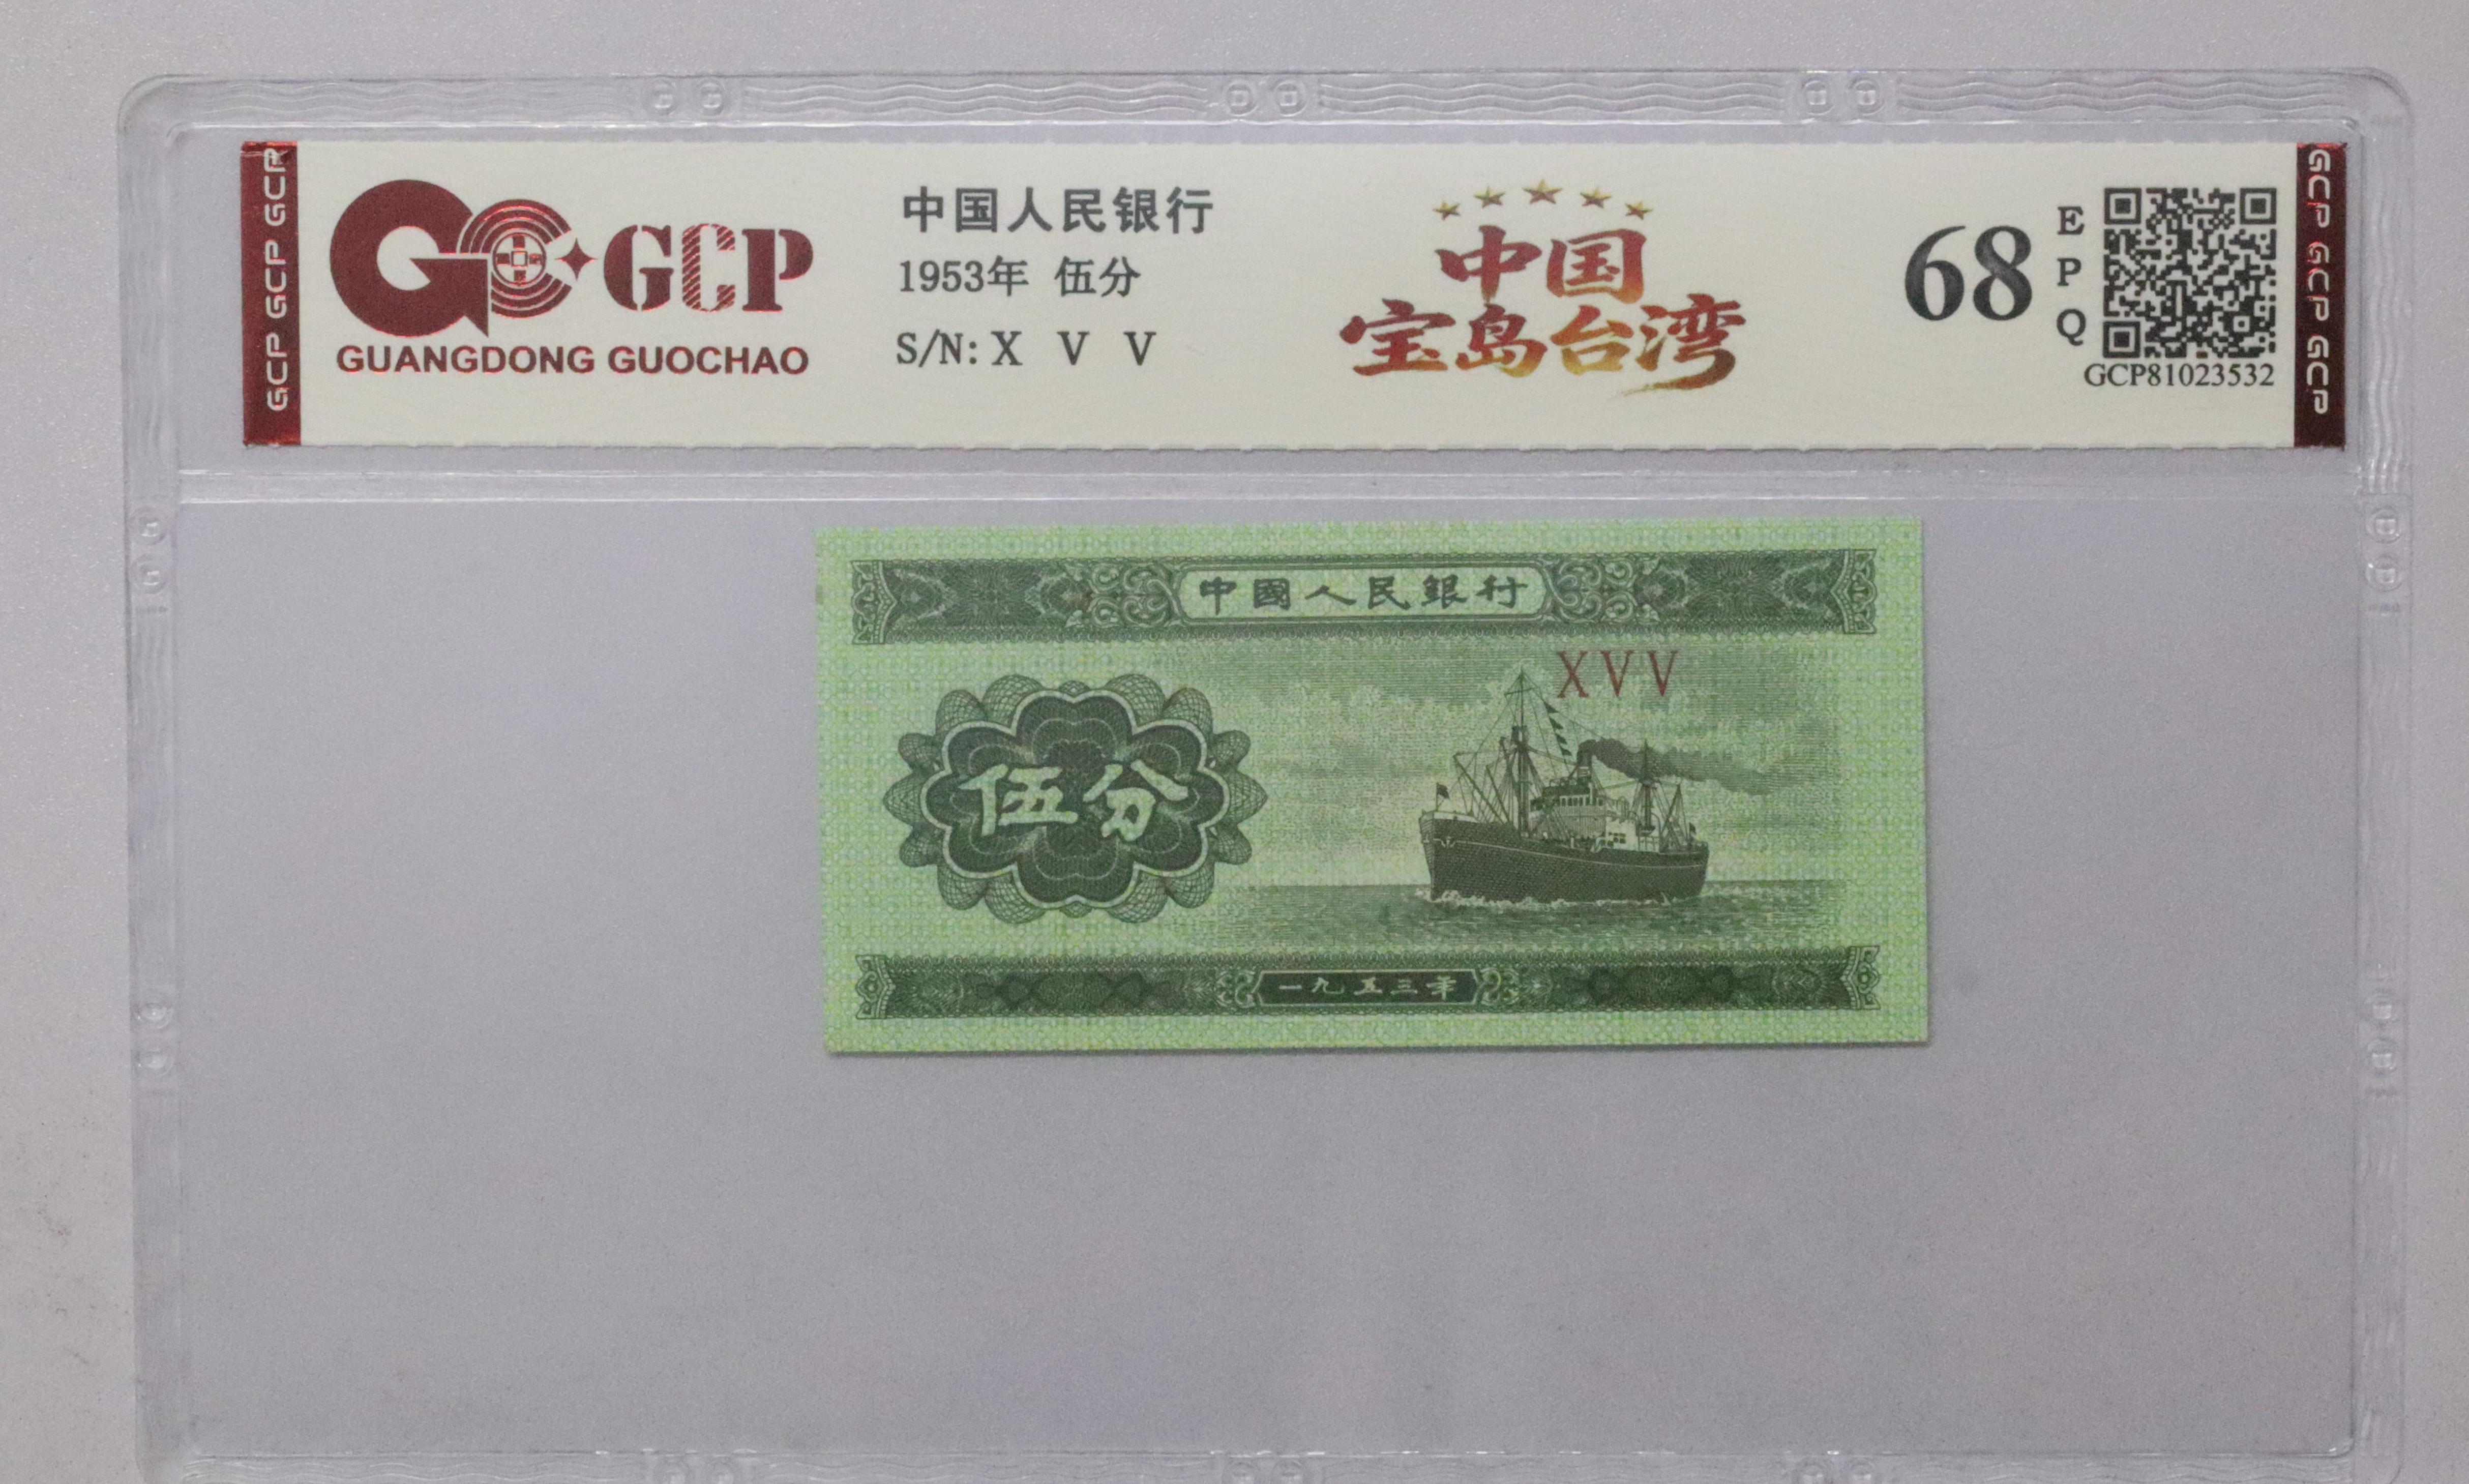 GCP GCP GCP
GCP
GUANGDONG GUOCHAO
中国人民银行
1953年 伍分
S/N: X V V
中国
宝岛台湾
68
E
P
Q
GCP81023532
GCP GCP GCP
中國人民銀行
XVV
伍分
一九五三年